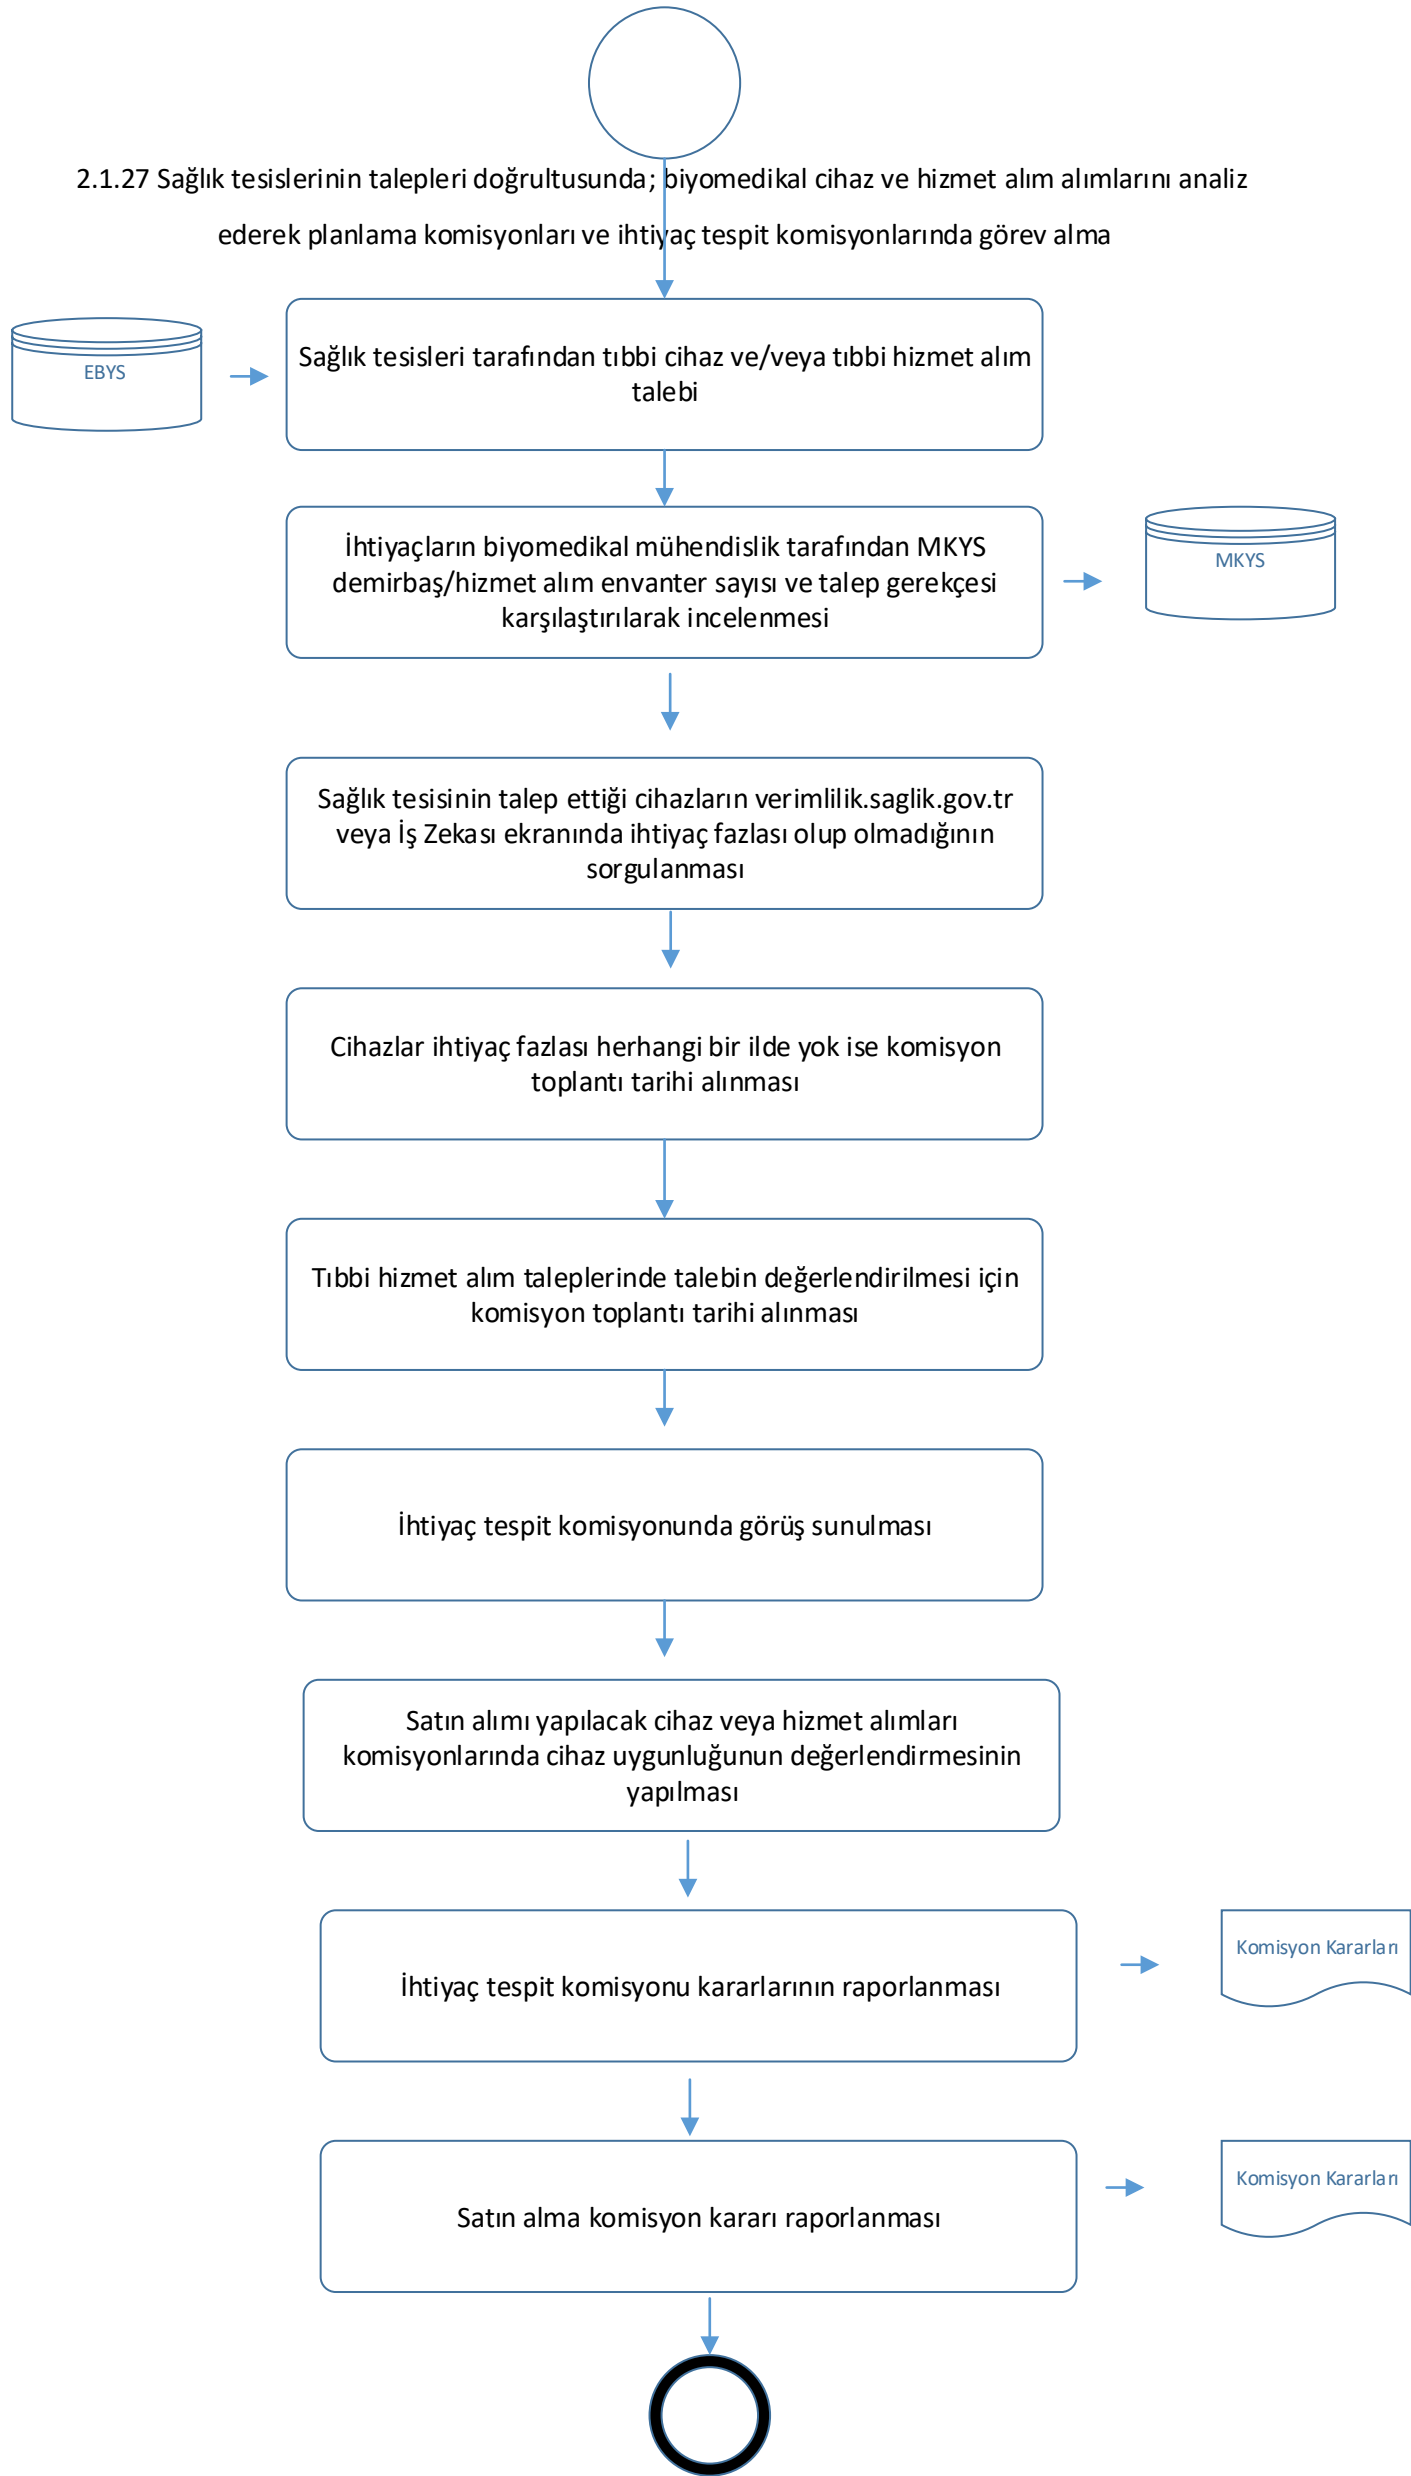 2.1.27 Sağlık tesislerinin talepleri doğrultusunda; biyomedikal cihaz ve hizmet alım alımlarını analiz
ederek planlama komisyonları ve ihtiyaç tespit komisyonlarında görev alma
EBYS
Sağlık tesisleri tarafından tıbbi cihaz ve/veya tıbbi hizmet alım
talebi
İhtiyaçların biyomedikal mühendislik tarafından MKYS
demirbaş/hizmet alım envanter sayısı ve talep gerekçesi
karşılaştırılarak incelenmesi
MKYS
Sağlık tesisinin talep ettiği cihazların verimlilik.saglik.gov.tr
veya İş Zekası ekranında ihtiyaç fazlası olup olmadığının
sorgulanması
Cihazlar ihtiyaç fazlası herhangi bir ilde yok ise komisyon
toplantı tarihi alınması
Tıbbi hizmet alım taleplerinde talebin değerlendirilmesi için
komisyon toplantı tarihi alınması
İhtiyaç tespit komisyonunda görüş sunulması
Satın alımı yapılacak cihaz veya hizmet alımları
komisyonlarında cihaz uygunluğunun değerlendirmesinin
yapılması
İhtiyaç tespit komisyonu kararlarının raporlanması
Komisyon Kararları
Satın alma komisyon kararı raporlanması
Komisyon Kararları